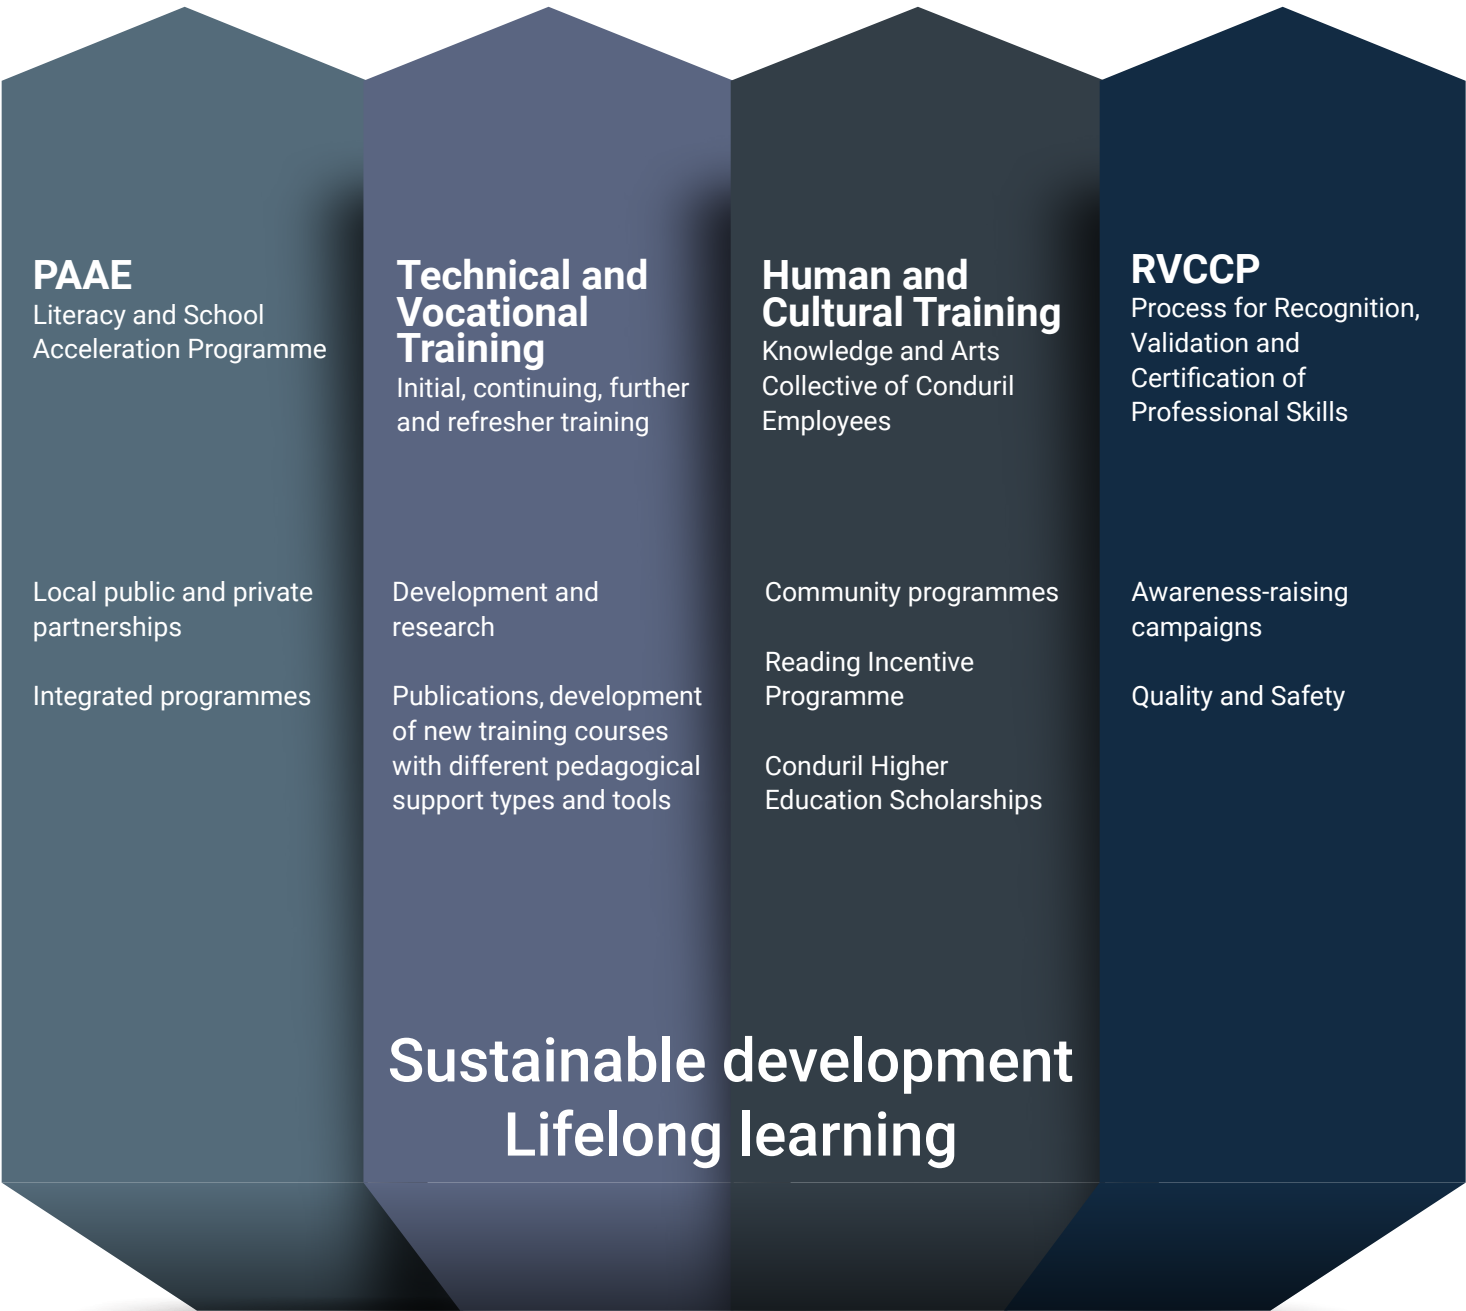 PAAE
Literacy and School
Acceleration Programme
Local public and private
partnerships
Integrated programmes
Technical and
Vocational
Training
Initial, continuing, further
and refresher training
Development and
research
Publications, development
of new training courses
with different pedagogical
support types and tools
Human and
Cultural Training
Knowledge and Arts
Collective of Conduril
Employees
Community programmes
Reading Incentive
Programme
Conduril Higher
Education Scholarships
RVCCP
Process for Recognition,
Validation and
Certification of
Professional Skills
Awareness-raising
campaigns
Quality and Safety
Sustainable development
Lifelong learning